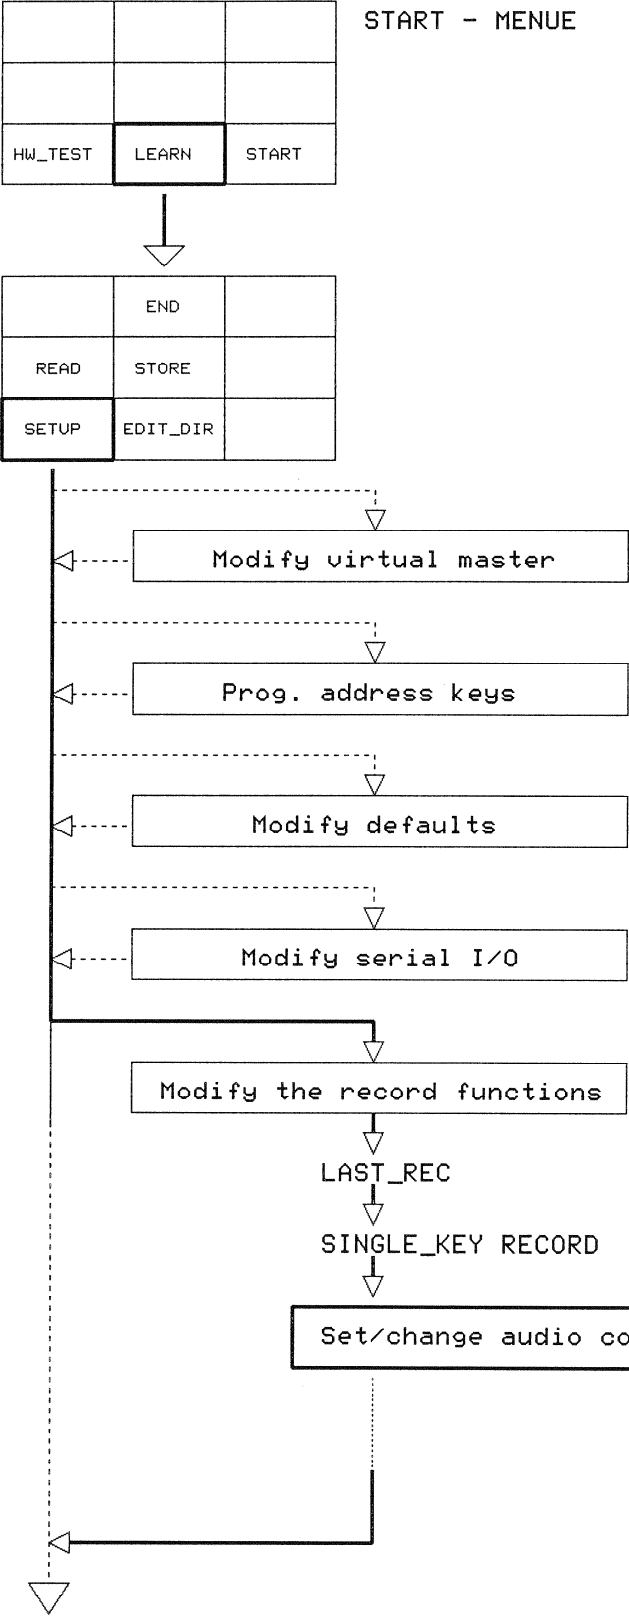 START - MENUE
HW_TEST LEARN START
END
READ STORE
SETUP EDIT_DIR
Modify virtual master
Prog. address keys
Modify defaults
Modify serial I/O
Modify the record functions
LAST_REC
SINGLE_KEY RECORD
Set/change audio co